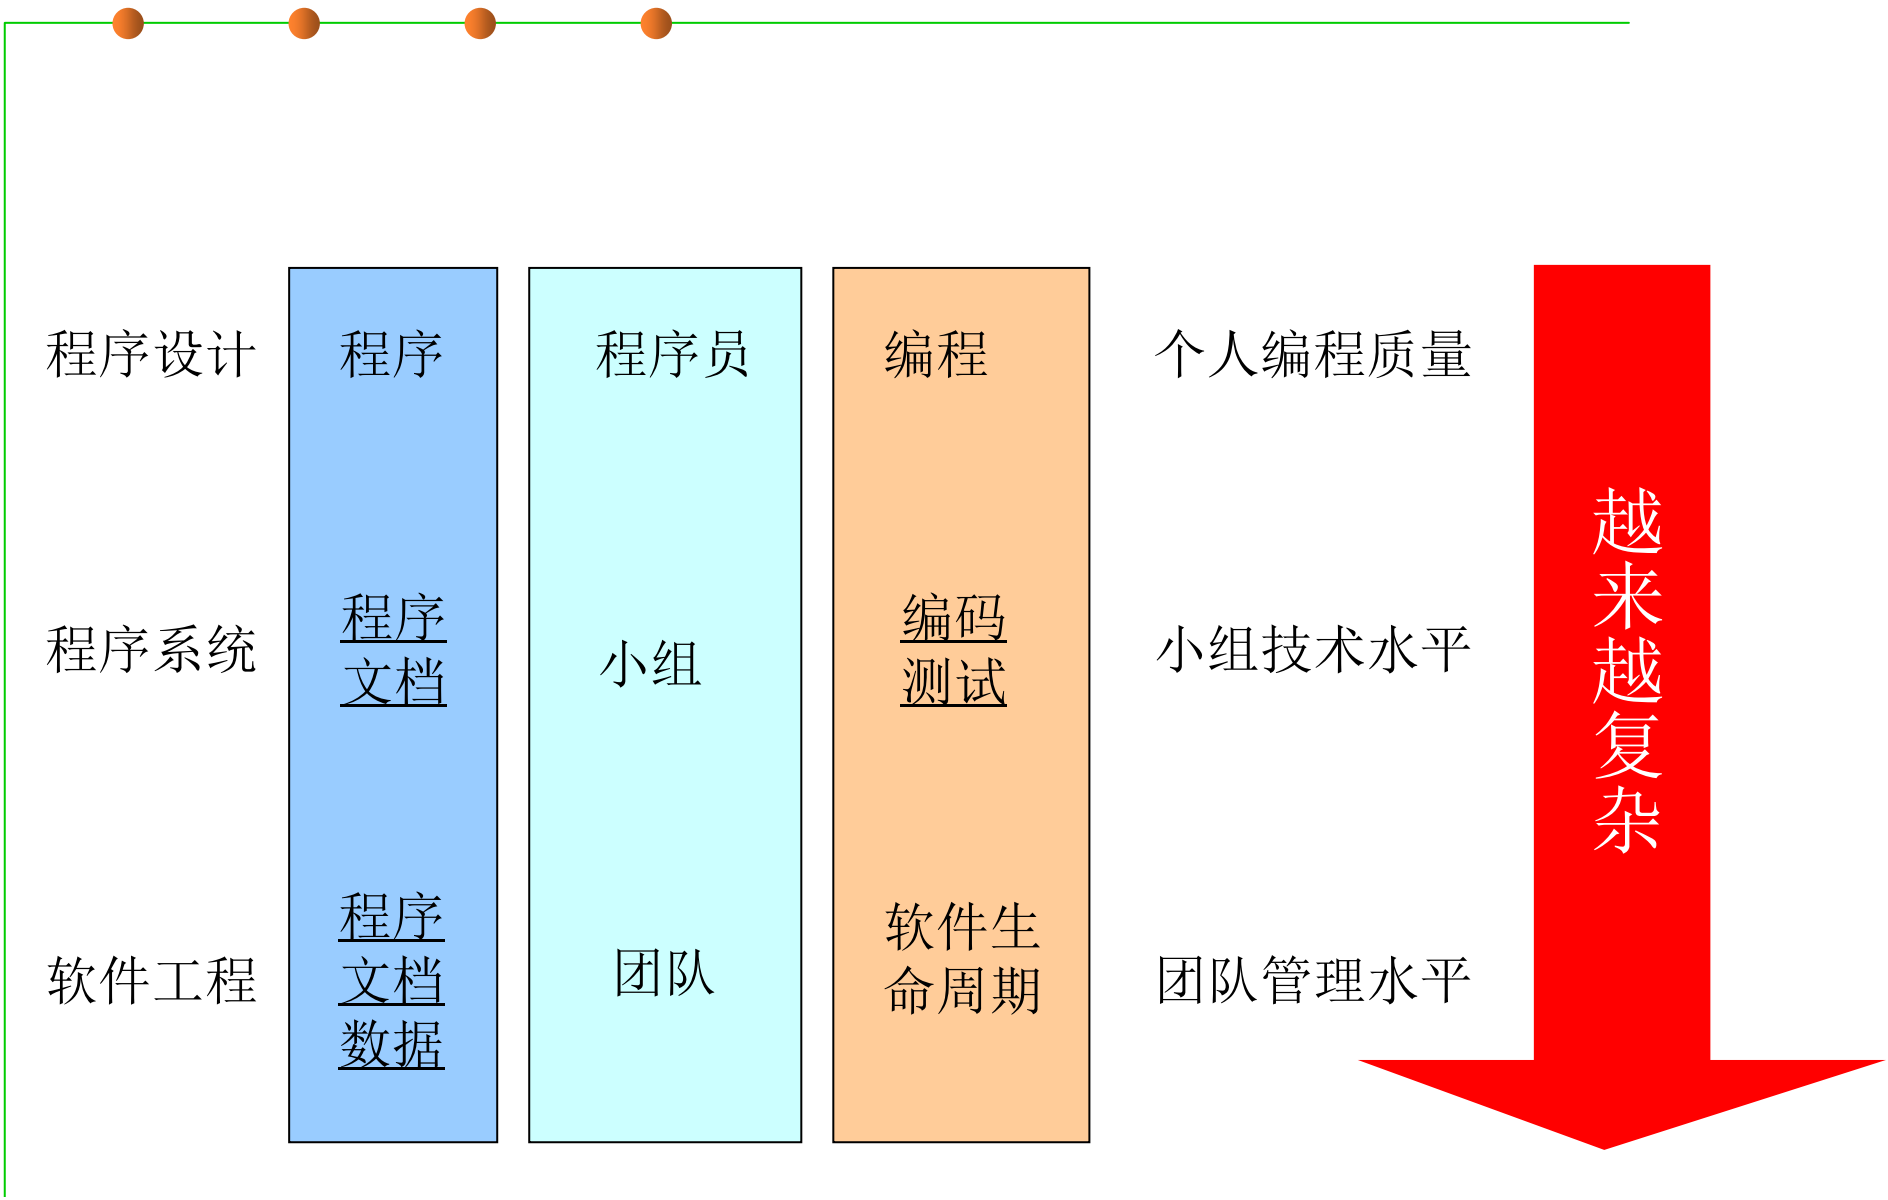 程序设计
程序
程序员
编程
个人编程质量
程序系统
程序
文档
小组
编码
测试
小组技术水平
软件工程
程序
文档
数据
团队
软件生
命周期
团队管理水平
越来越复杂